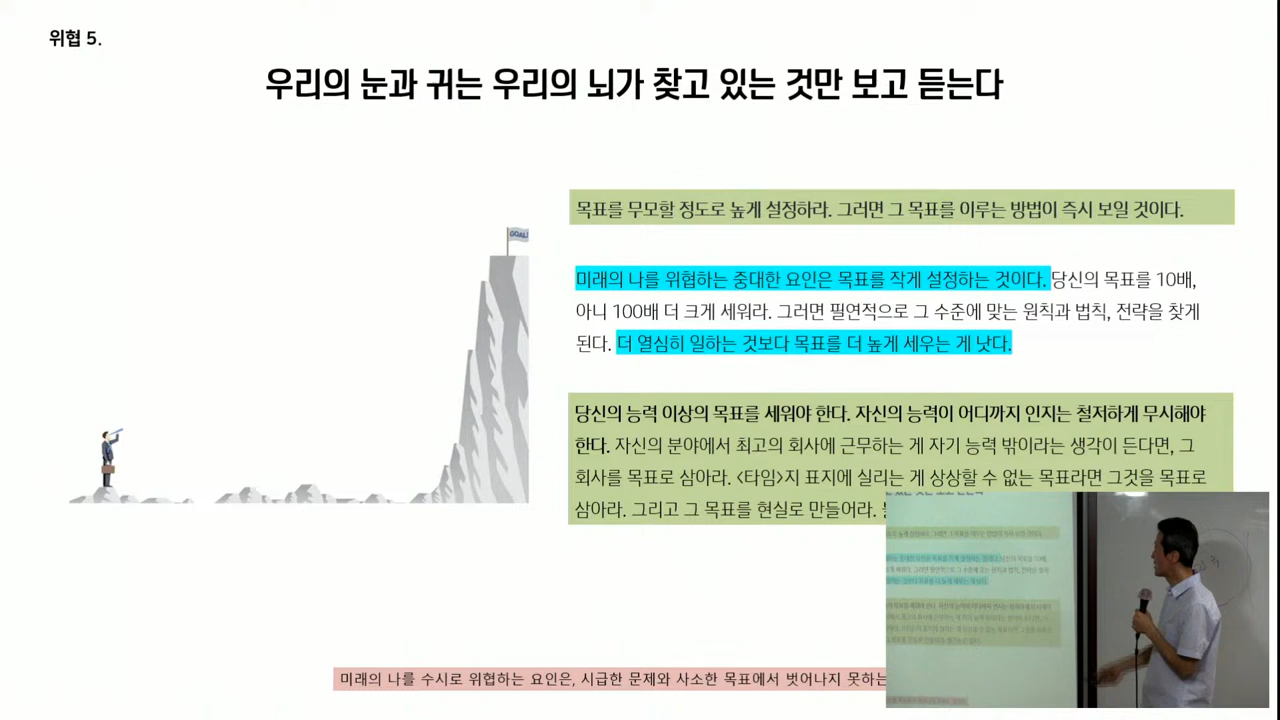 위협 5.
우리의 눈과 귀는 우리의 뇌가 찾고 있는 것만 보고 듣는다
목표를 무모할 정도로 높게 설정하라. 그러면 그 목표를 이루는 방법이 즉시 보일 것이다.
GOAL!
미래의 나를 위협하는 중대한 요인은 목표를 작게 설정하는 것이다. 당신의 목표를 10배,
아니 100배 더 크게 세워라. 그러면 필연적으로 그 수준에 맞는 원칙과 법칙, 전략을 찾게
된다. 더 열심히 일하는 것보다 목표를 더 높게 세우는 게 낫다.
당신의 능력 이상의 목표를 세워야 한다. 자신의 능력이 어디까지 인지는 철저하게 무시해야
한다. 자신의 분야에서 최고의 회사에 근무하는 게 자기 능력 밖이라는 생각이 든다면, 그
회사를 목표로 삼아라. <타임>지 표지에 실리는 게 상상할 수 없는 목표라면 그것을 목표로
삼아라. 그리고 그 목표를 현실로 만들어라.
미래의 나를 수시로 위협하는 요인은, 시급한 문제와 사소한 목표에서 벗어나지 못하는